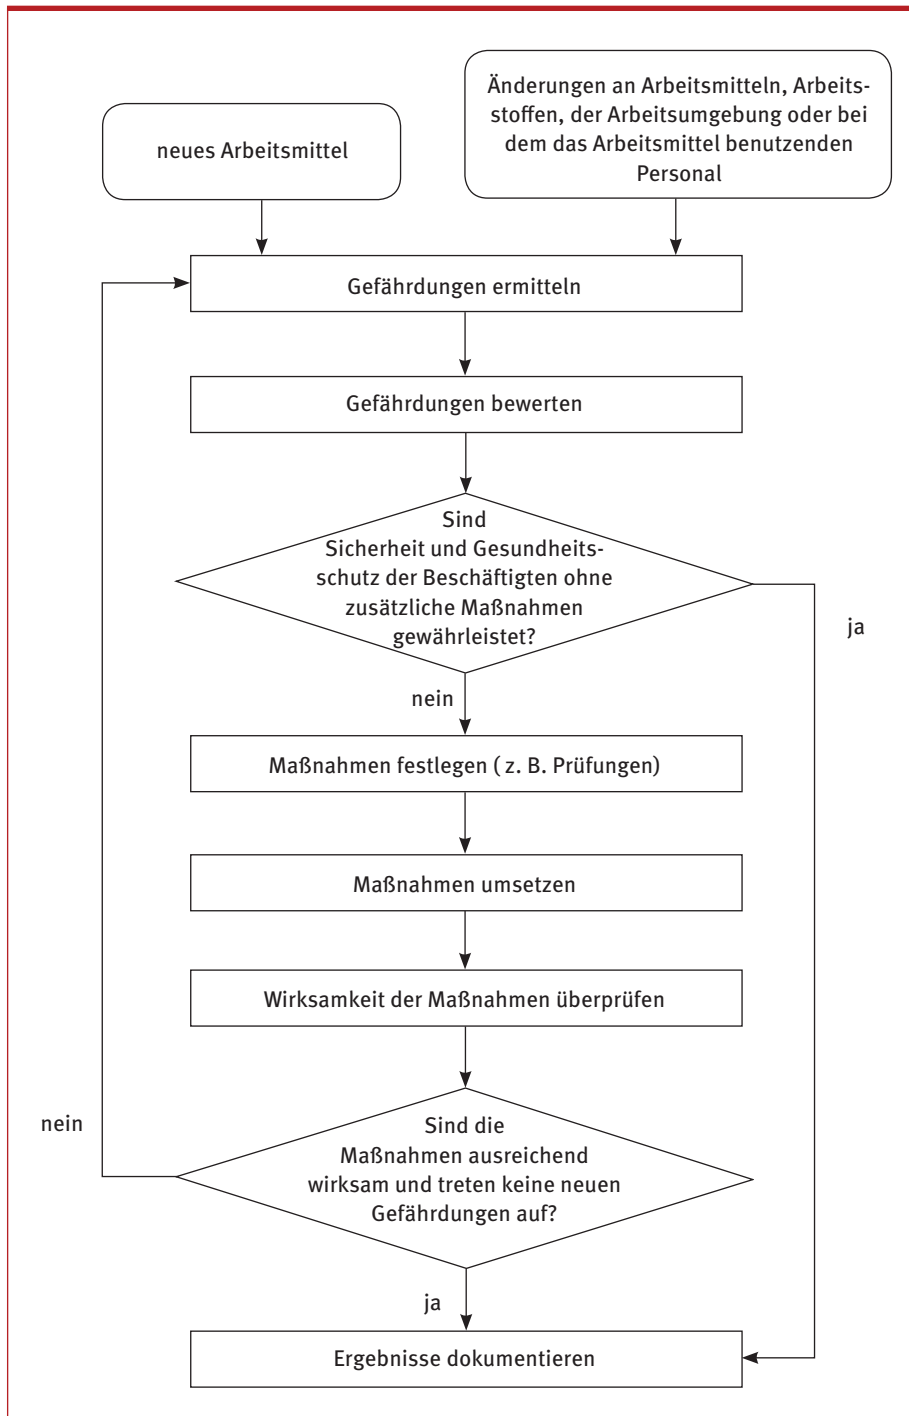 neues Arbeitsmittel
Änderungen an Arbeitsmitteln, Arbeits-
stoffen, der Arbeitsumgebung oder bei
dem das Arbeitsmittel benutzenden
Personal
Gefährdungen ermitteln
Gefährdungen bewerten
Sind
Sicherheit und Gesundheits-
schutz der Beschäftigten ohne
zusätzliche Maßnahmen
gewährleistet?
ja
nein
Maßnahmen festlegen ( z. B. Prüfungen)
Maßnahmen umsetzen
Wirksamkeit der Maßnahmen überprüfen
nein
Sind die
Maßnahmen ausreichend
wirksam und treten keine neuen
Gefährdungen auf?
ja
Ergebnisse dokumentieren